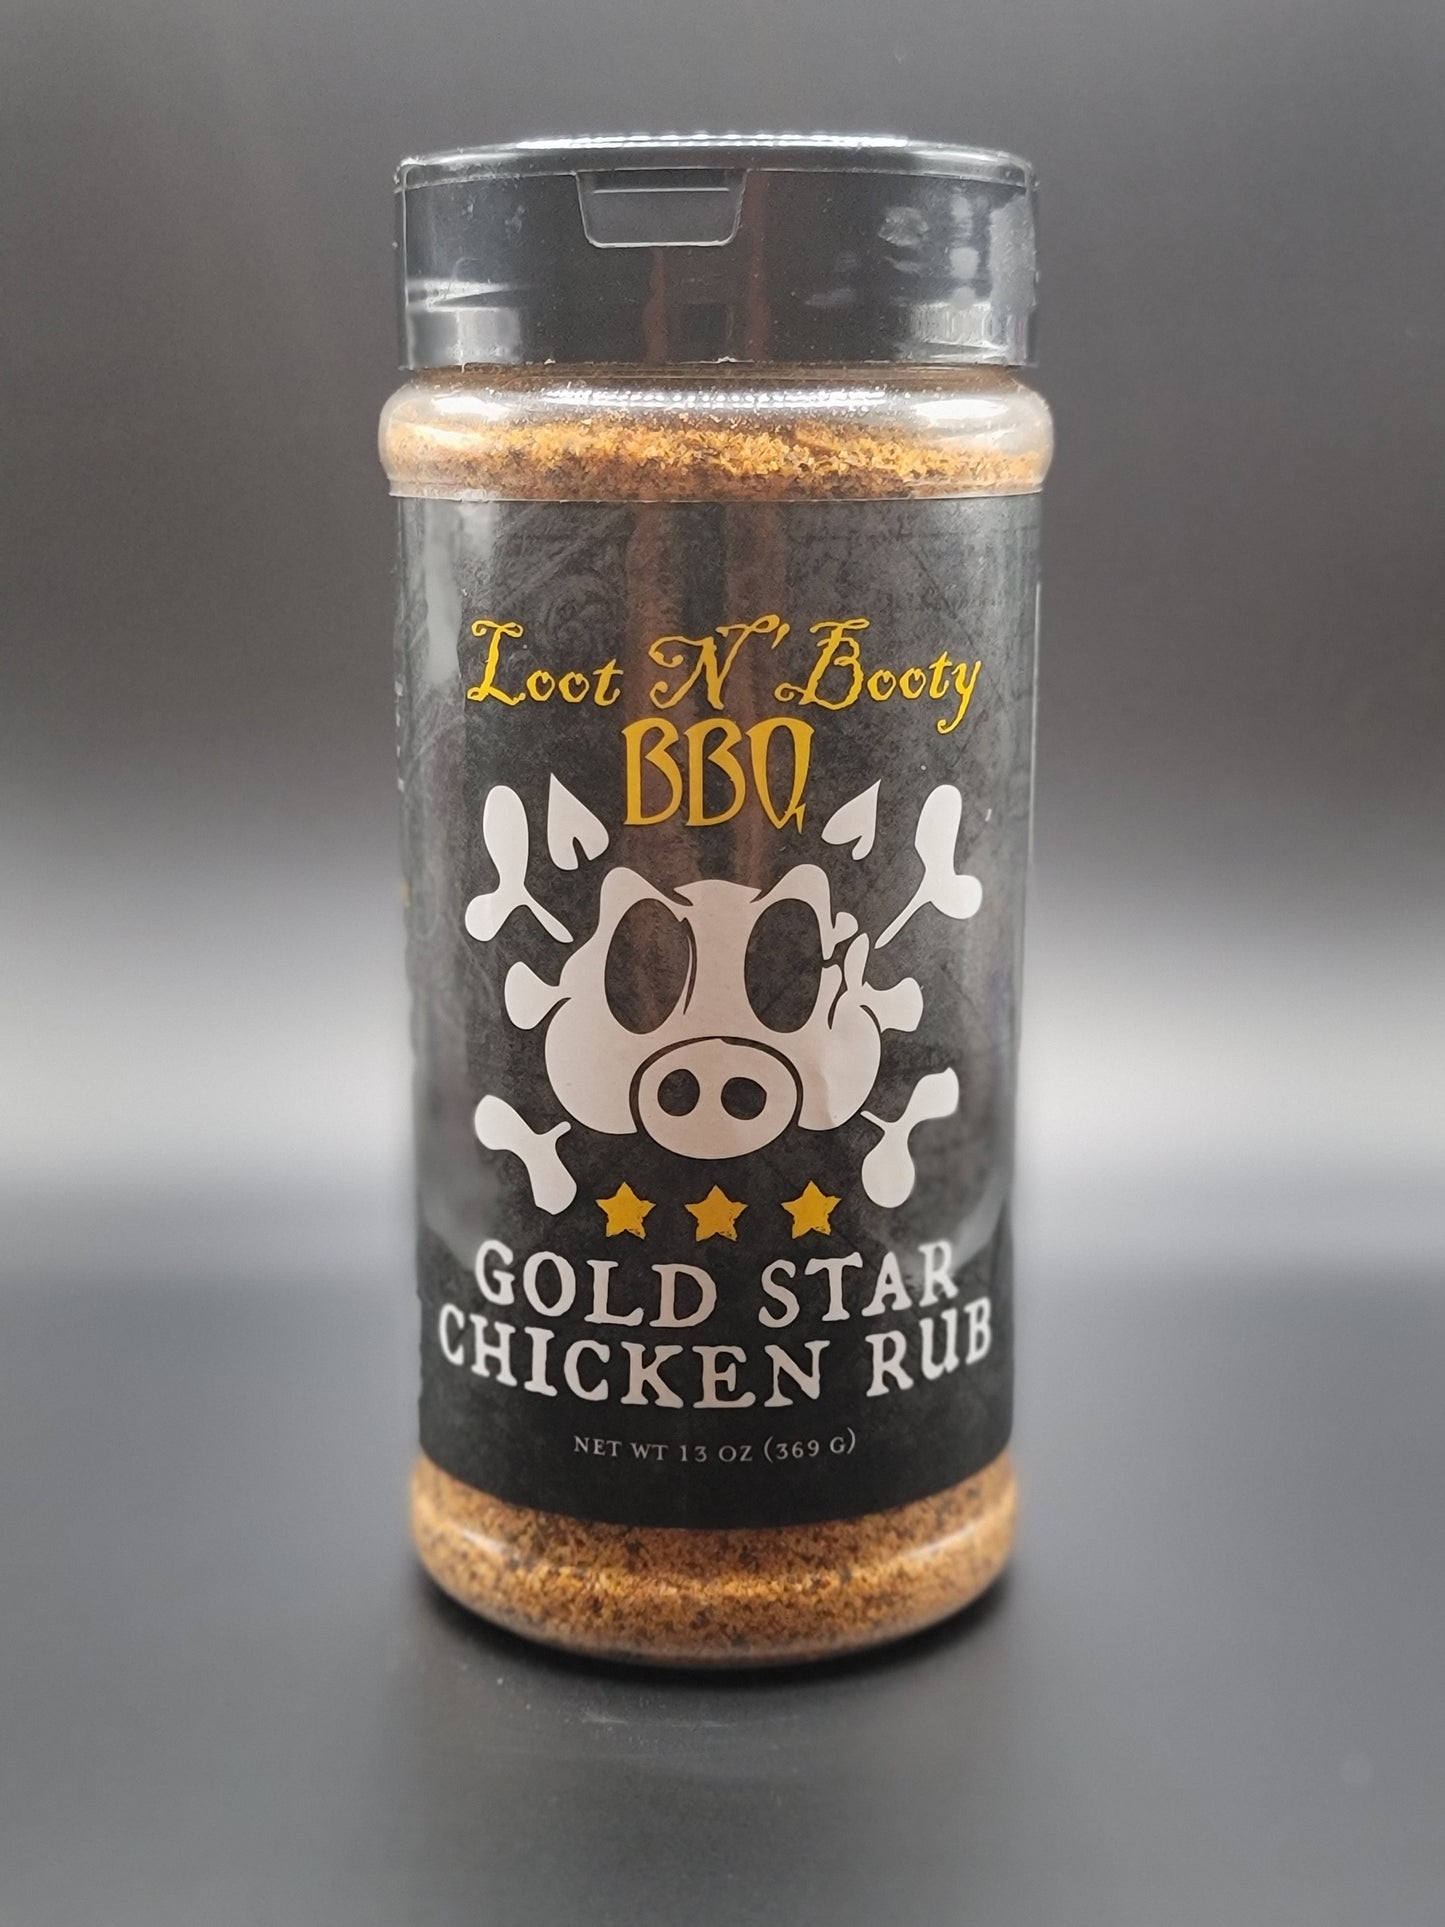 Loot N' Booty
BBQ
GOLD STAR
CHICKEN RUB
NET WT 13 OZ (369 G)